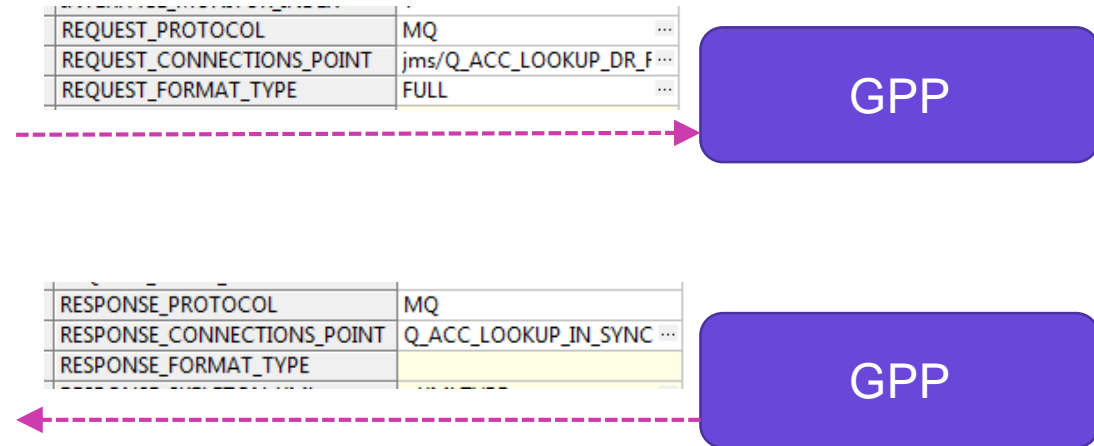 REQUEST_PROTOCOL MQ ...
REQUEST_CONNECTIONS_POINT jms/Q_ACC_LOOKUP_DR_ ...
REQUEST_FORMAT_TYPE FULL ...
GPP
RESPONSE_PROTOCOL MQ
RESPONSE_CONNECTIONS_POINT Q_ACC_LOOKUP_IN_SYNC ...
RESPONSE_FORMAT_TYPE
GPP